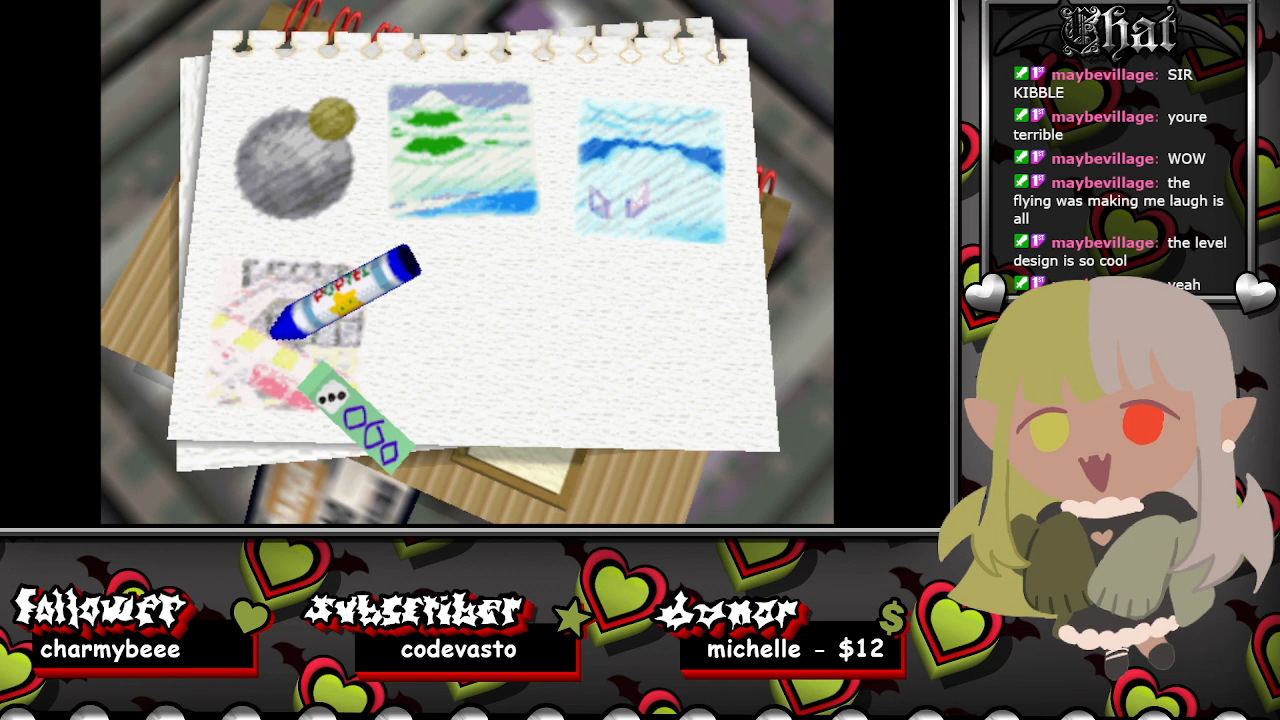 Chat
maybevillage: SIR
KIBBLE
maybevillage: youre
terrible
maybevillage: WOW
maybevillage: the
flying was making me laugh is
all
maybevillage: the level
design is so cool
yeah
follower
subscriber
donor
$
charmybeee
codevasto
michelle - $12